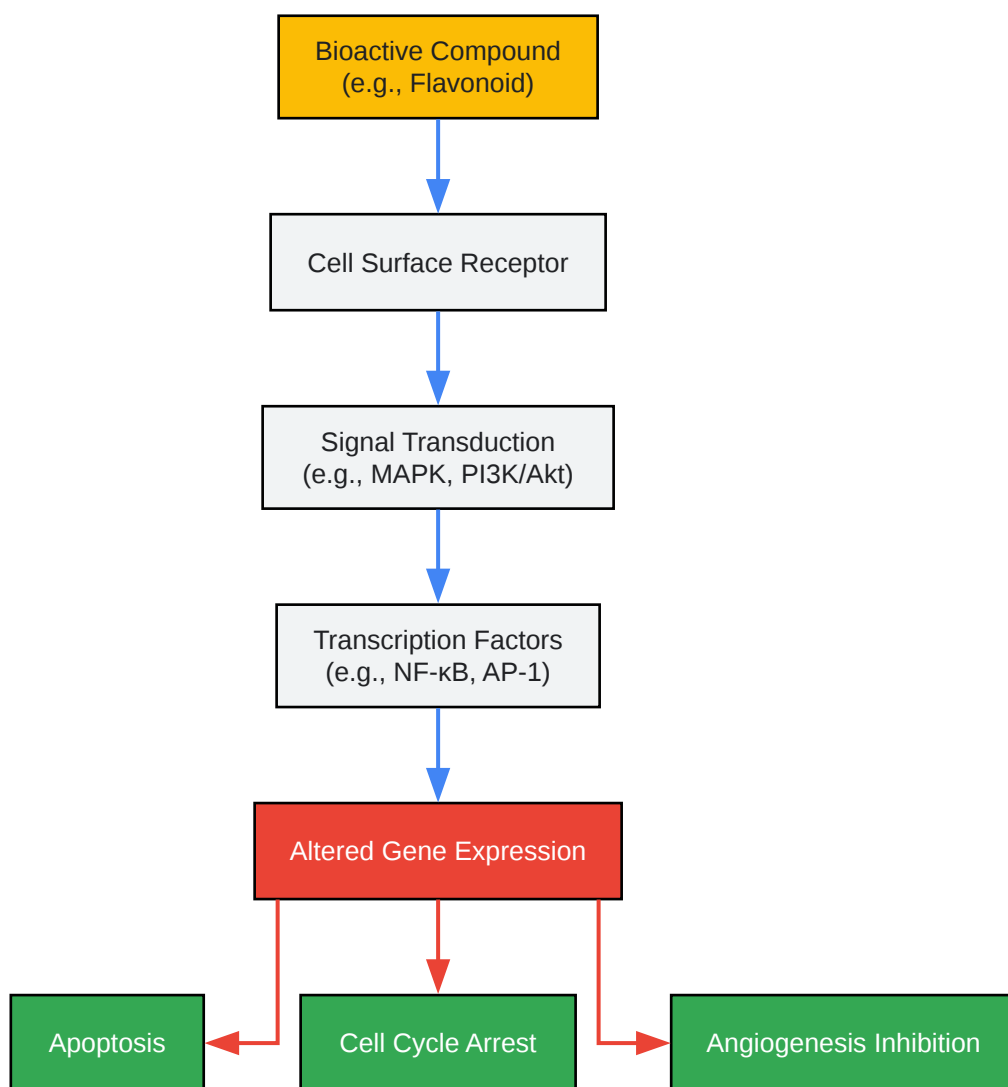 Bioactive Compound
(e.g., Flavonoid)
Cell Surface Receptor
Signal Transduction
(e.g., MAPK, PI3K/Akt)
Transcription Factors
(e.g., NF-κB, AP-1)
Altered Gene Expression
Apoptosis
Cell Cycle Arrest
Angiogenesis Inhibition